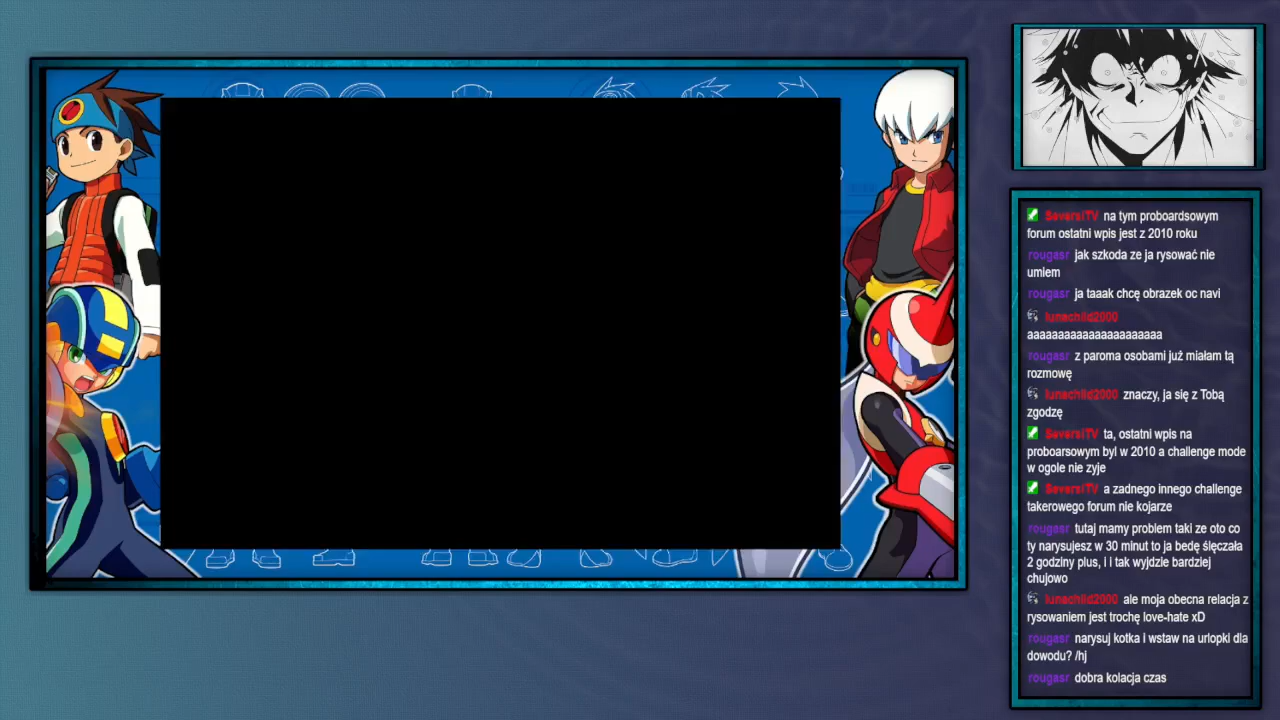 SeversiTV na tym proboardsowym
forum ostatni wpis jest z 2010 roku
rougasr jak szkoda ze ja rysować nie
umiem
rougasr ja taaak chcę obrazek oc navi
lunachild2000
aaaaaaaaaaaaaaaaaaaaaa
rougasr z paroma osobami już miałam tą
rozmowę
lunachild2000 znaczy, ja się z Tobą
zgodzę
SeversiTV ta, ostatni wpis na
proboarsowym byl w 2010 a challenge mode
w ogole nie zyje
SeversiTV a zadnego innego challenge
takerowego forum nie kojarze
rougasr tutaj mamy problem taki ze oto co
ty narysujesz w 30 minut to ja bedę ślęczała
2 godziny plus, i i tak wyjdzie bardziej
chujowo
lunachild2000 ale moja obecna relacja z
rysowaniem jest trochę love-hate xD
rougasr narysuj kotka i wstaw na urlopki dla
dowodu? /hj
rougasr dobra kolacja czas